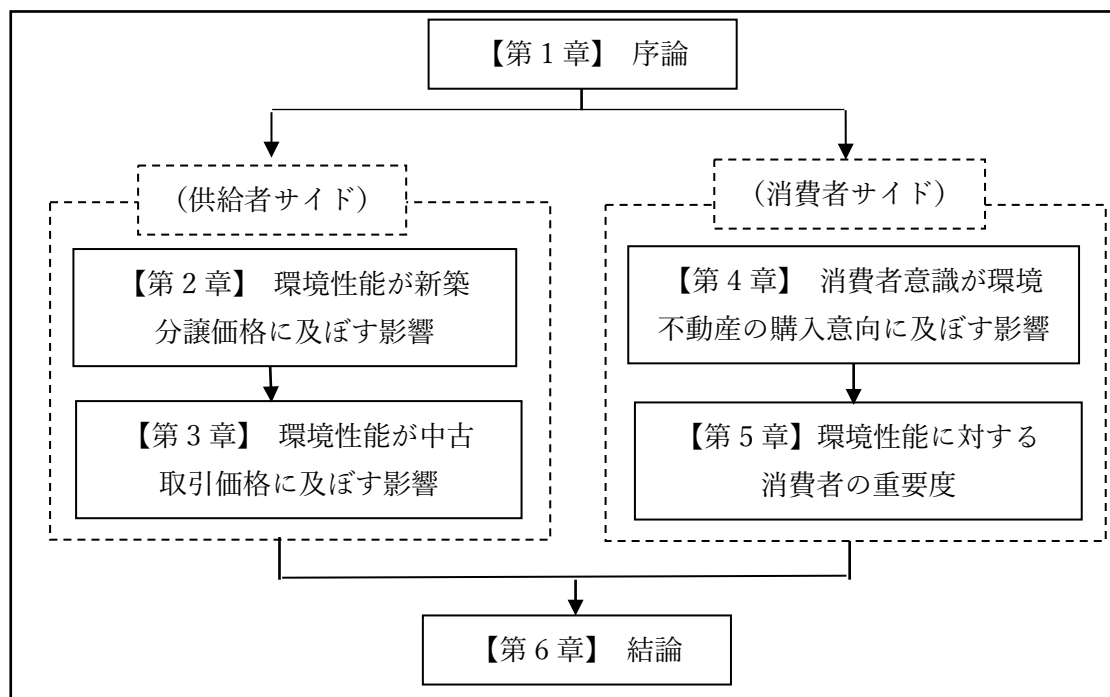 【第1章】 序論
（供給者サイド）
【第2章】 環境性能が新築
分譲価格に及ぼす影響
【第3章】 環境性能が中古
取引価格に及ぼす影響
（消費者サイド）
【第4章】 消費者意識が環境
不動産の購入意向に及ぼす影響
【第5章】環境性能に対する
消費者の重要度
【第6章】 結論